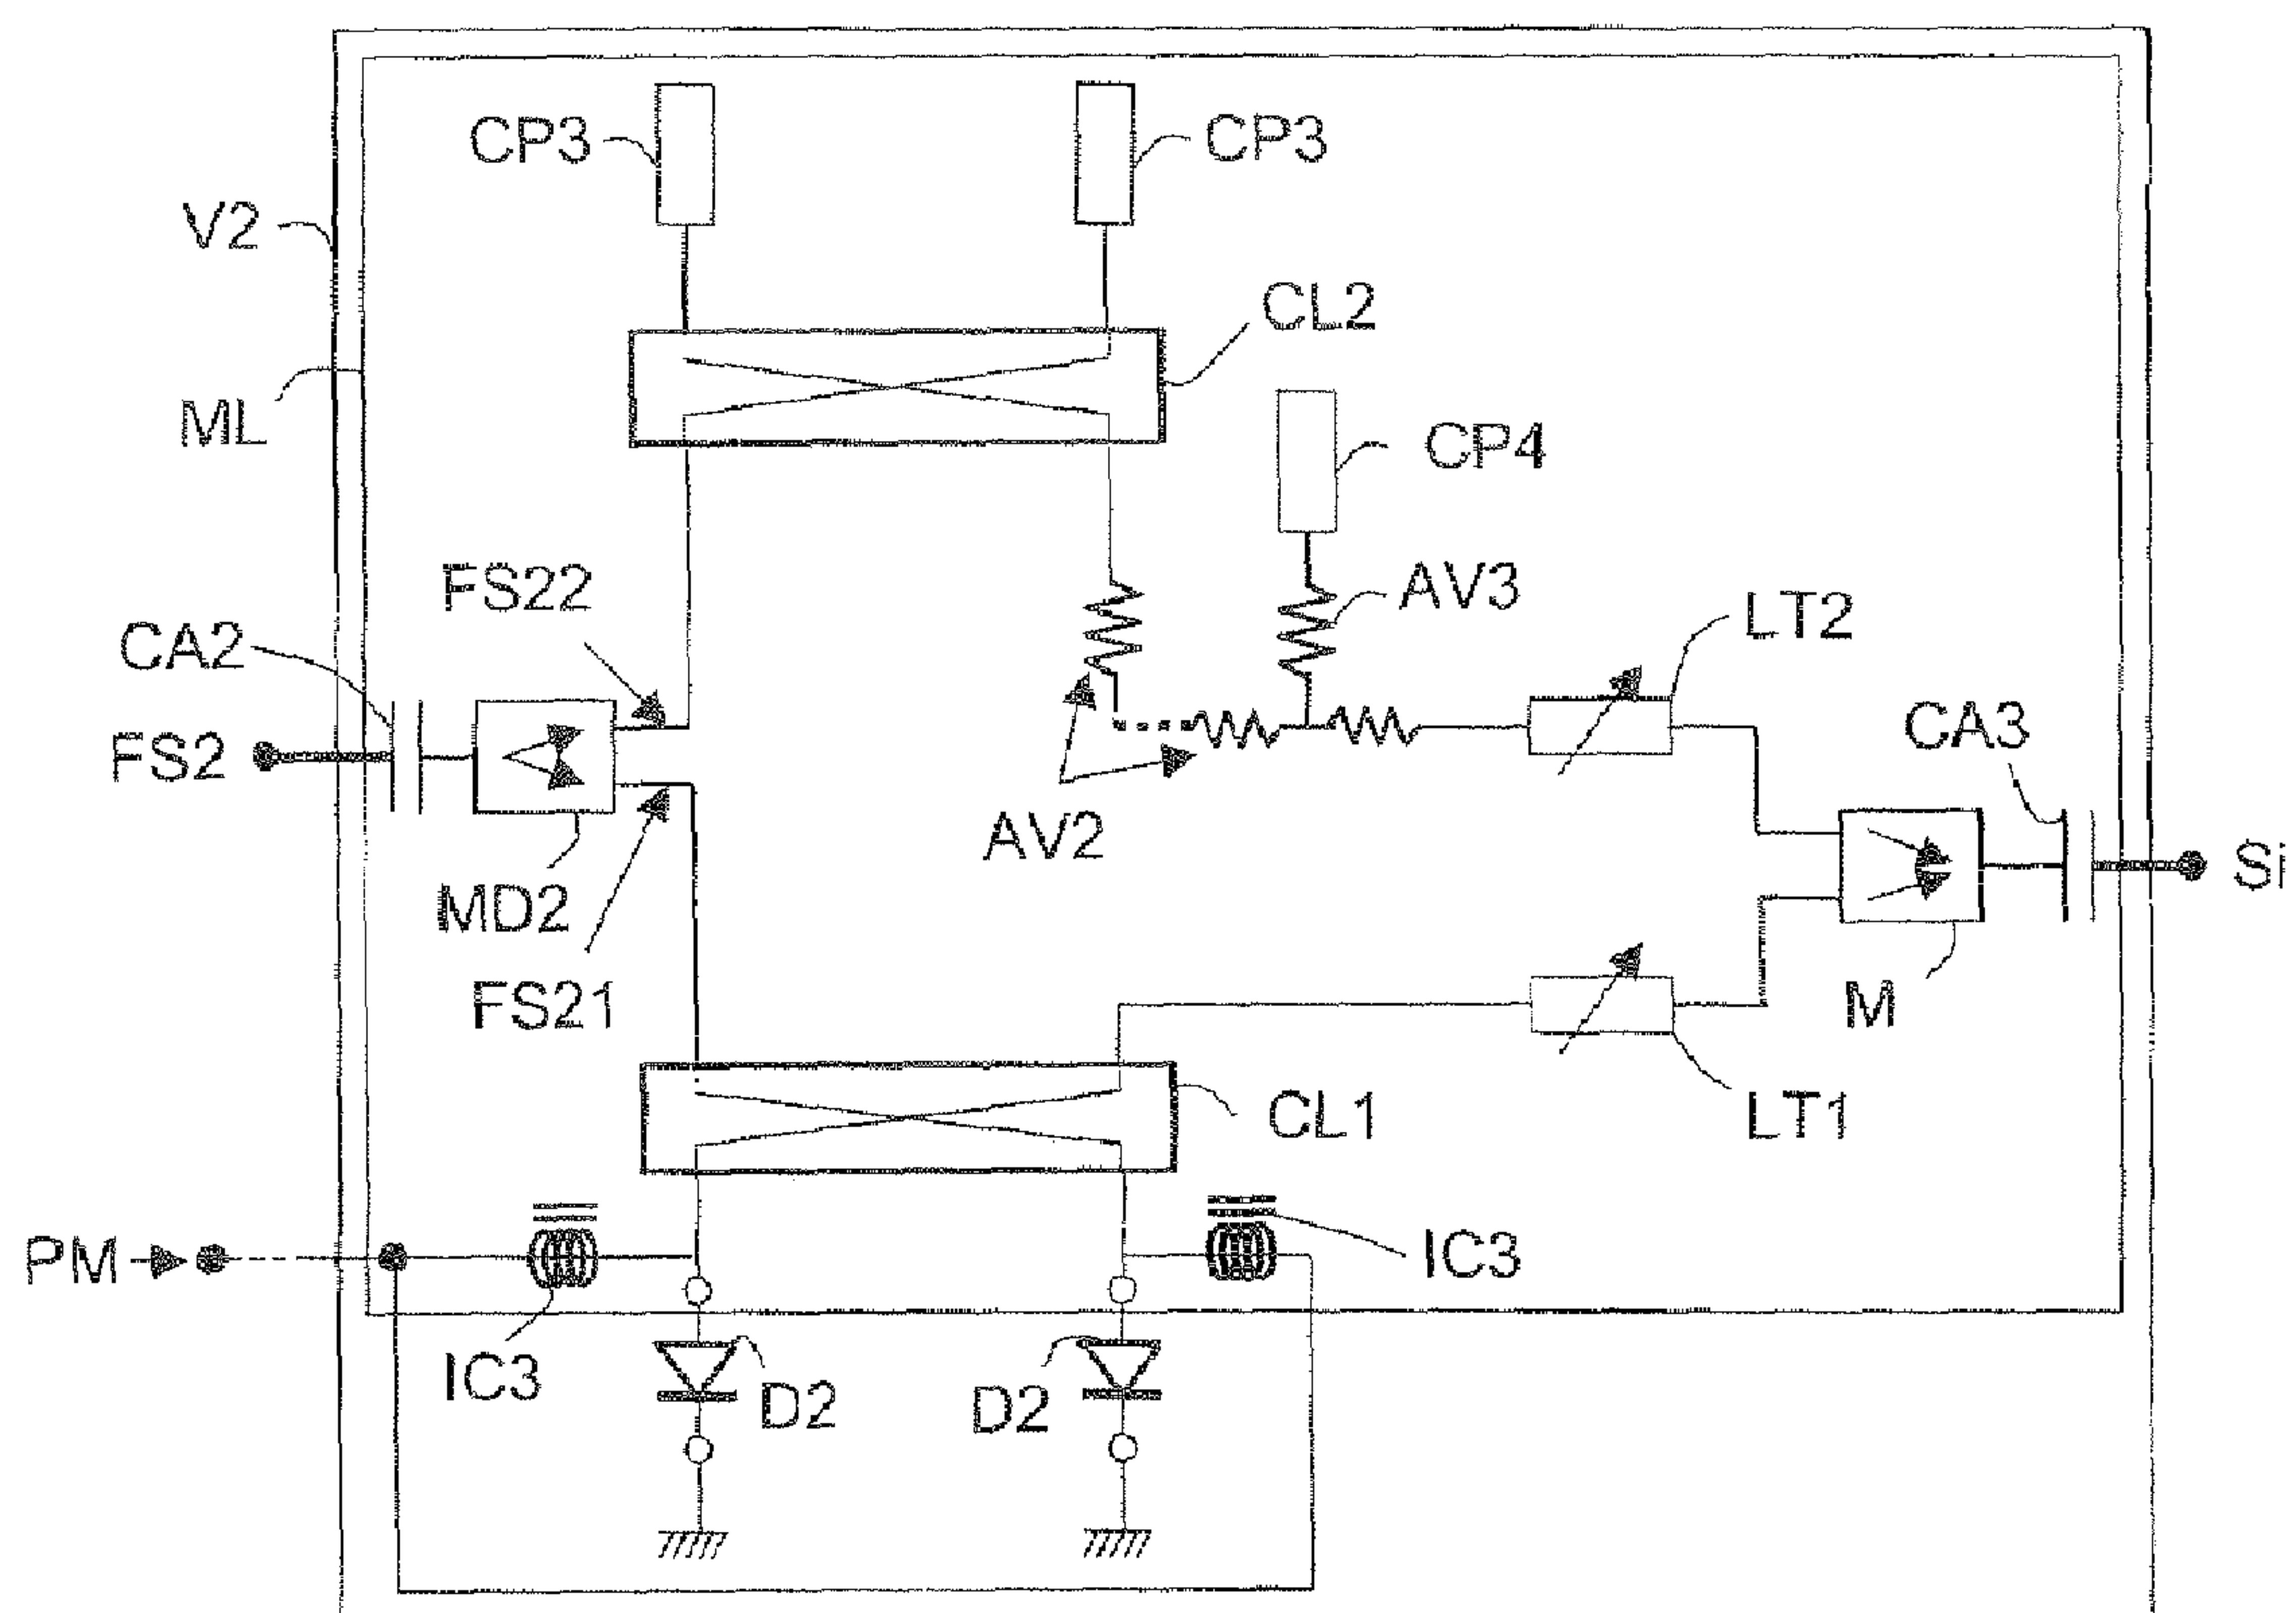 CP3
CP3
V2
CL2
ML
CP4
FS22
AV3
LT2
CA2
CA3
FS2
AV2
Si
MD2
FS21
M
CL1
LT1
PM
IC3
IC3
D2
D2